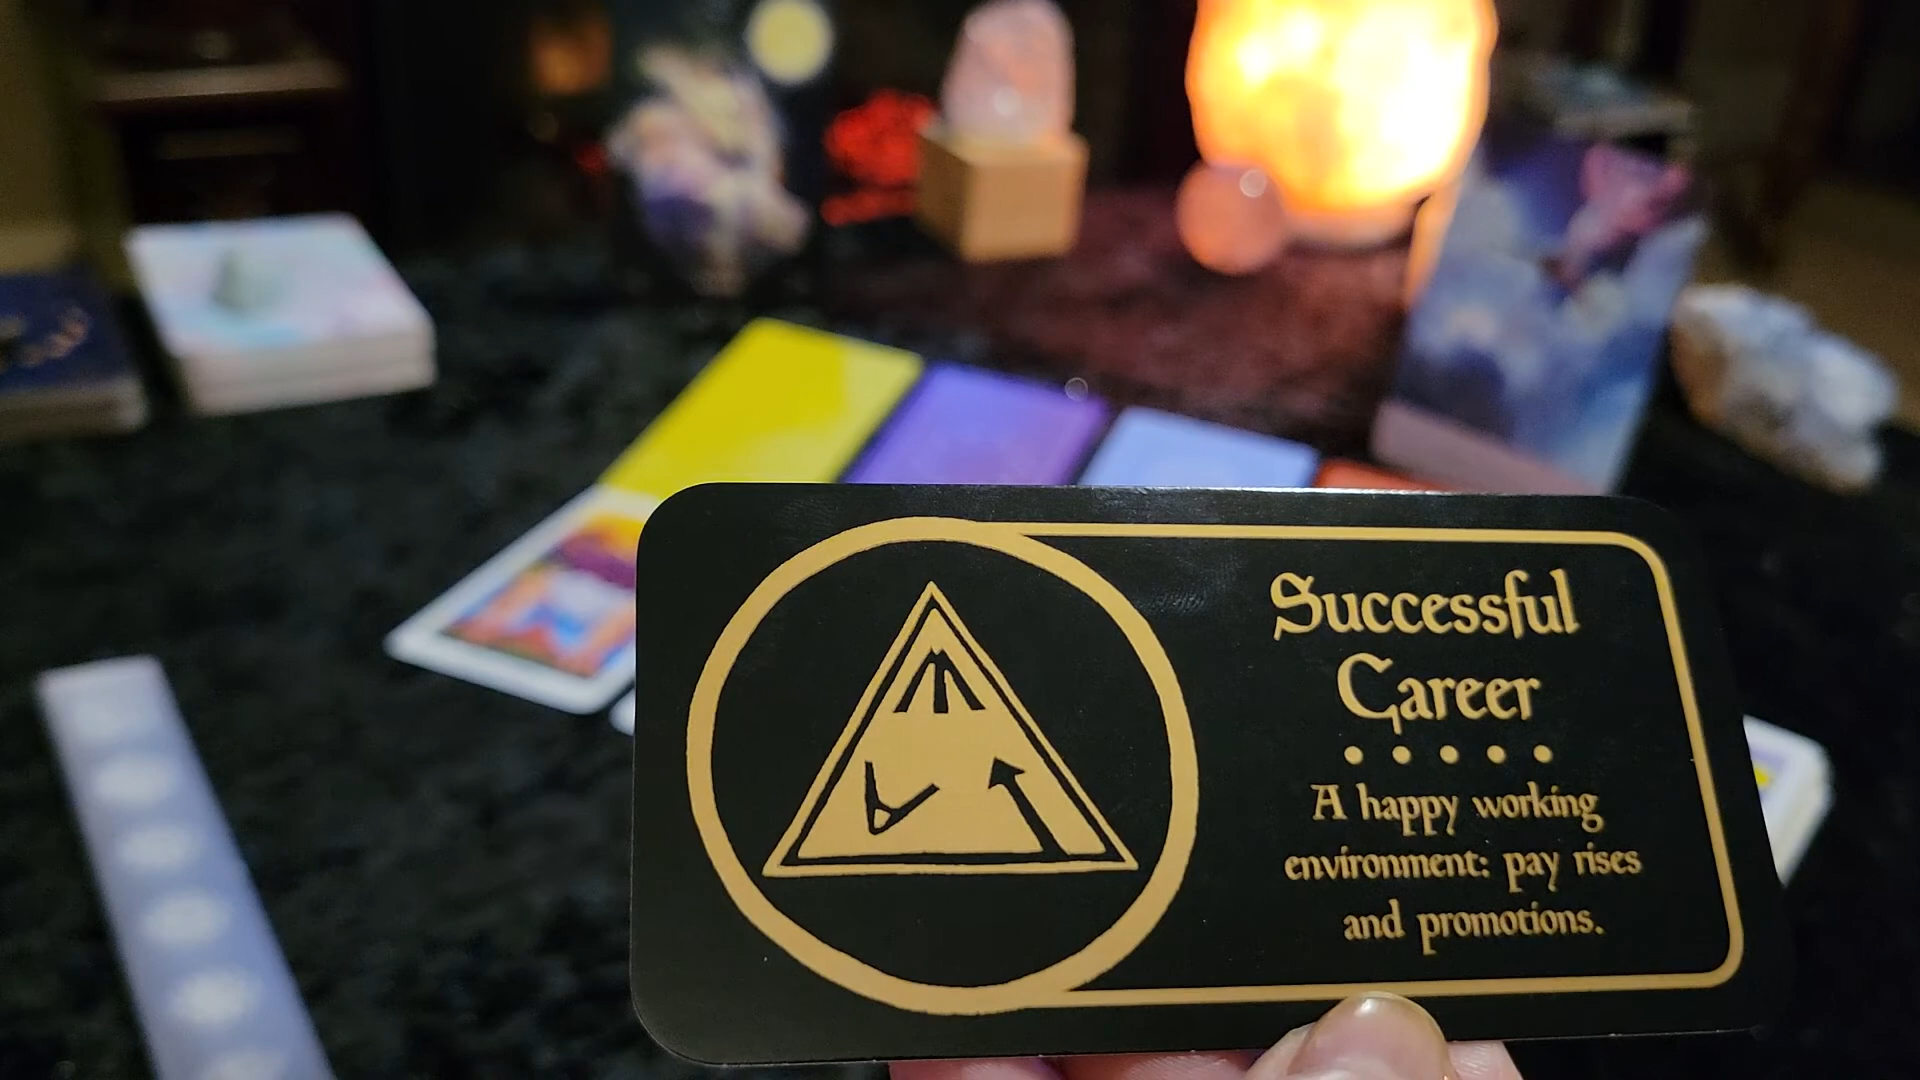 Successful
Career
A happy working
environment: pay rises
and promotions.